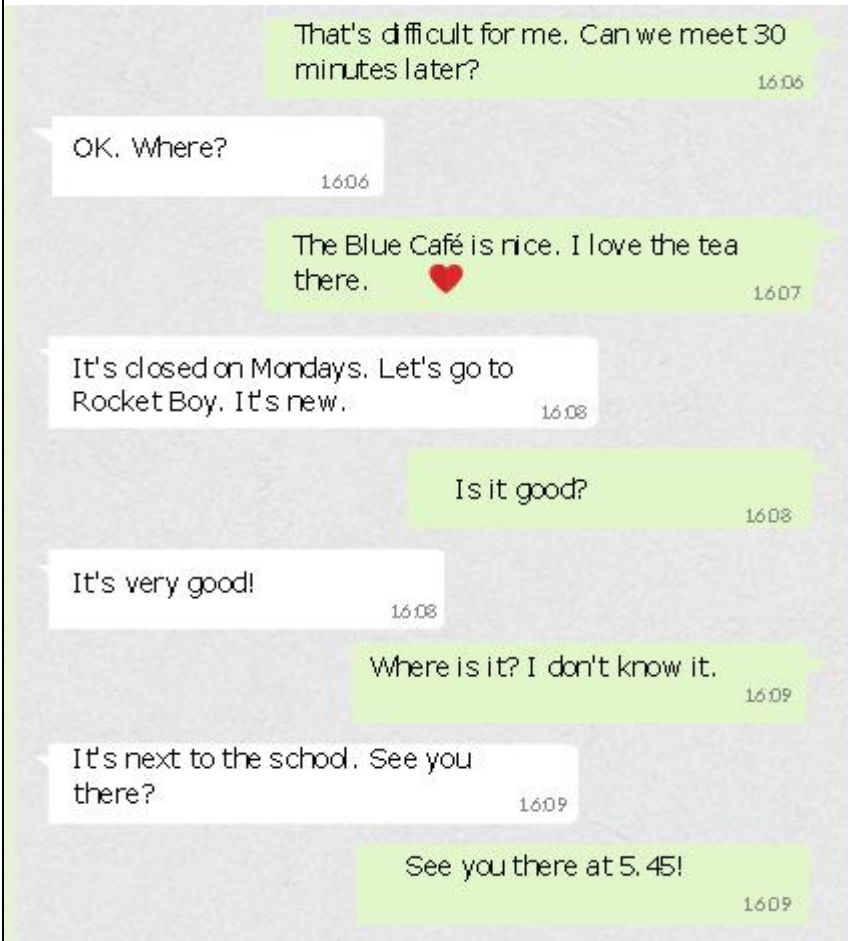 That's difficult for me. Can we meet 30
minutes later?
16:06
OK. Where?
16:06
The Blue Café is nice. I love the tea
there. ❤
16:07
It's closed on Mondays. Let's go to
Rocket Boy. It's new.
16:08
Is it good?
16:08
It's very good!
16:08
Where is it? I don't know it.
16:09
It's next to the school. See you
there?
16:09
See you there at 5.45!
16:09